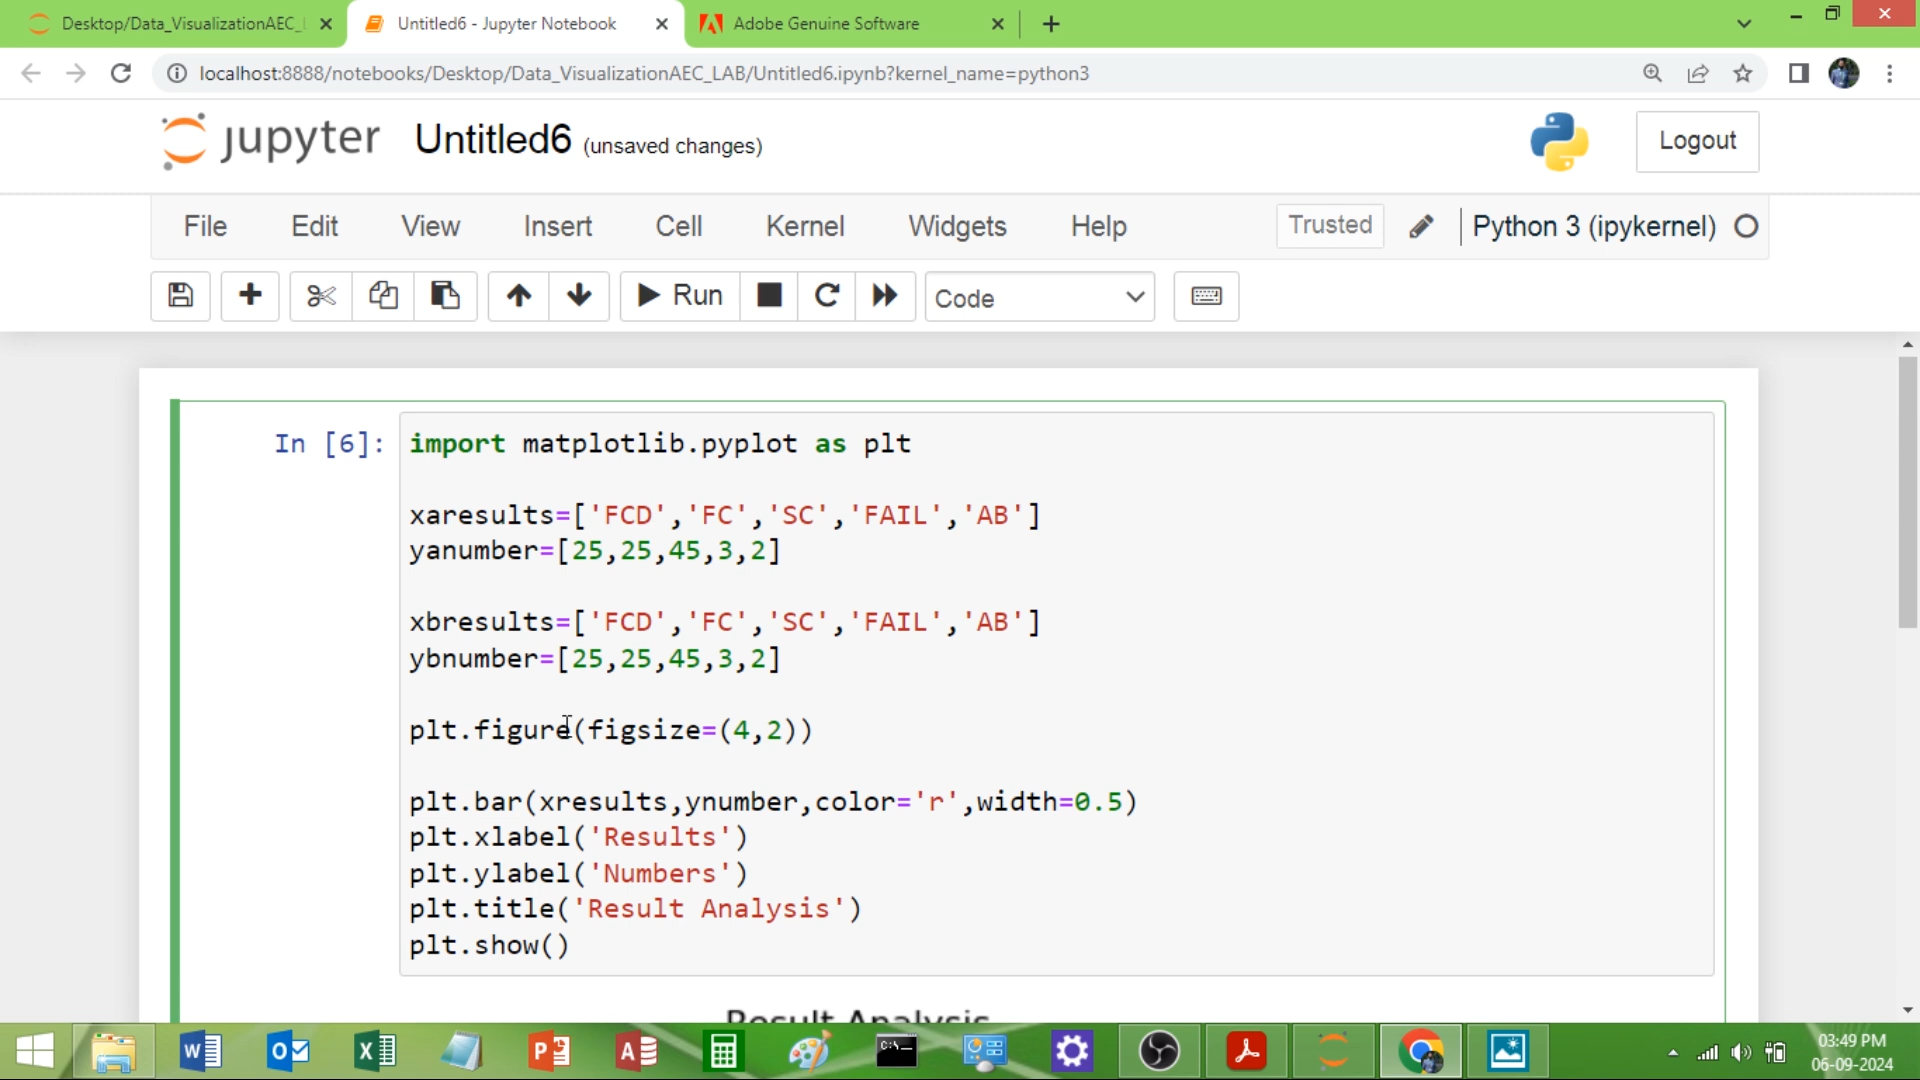 Desktop/Data_VisualizationAEC_L
Untitled6 - Jupyter Notebook
Adobe Genuine Software
localhost:8888/notebooks/Desktop/Data_VisualizationAEC_LAB/Untitled6.ipynb?kernel_name=python3
jupyter Untitled6 (unsaved changes)
Logout
File Edit View Insert Cell Kernel Widgets Help Trusted Python 3 (ipykernel)
Run Code
In [6]: import matplotlib.pyplot as plt
xaresults=['FCD','FC','SC','FAIL','AB']
yanumber=[25,25,45,3,2]
xbresults=['FCD','FC','SC','FAIL','AB']
ybnumber=[25,25,45,3,2]
plt.figure(figsize=(4,2))
plt.bar(xresults,ynumber,color='r',width=0.5)
plt.xlabel('Results')
plt.ylabel('Numbers')
plt.title('Result Analysis')
plt.show()
Result Analysis
03:49 PM
06-09-2024